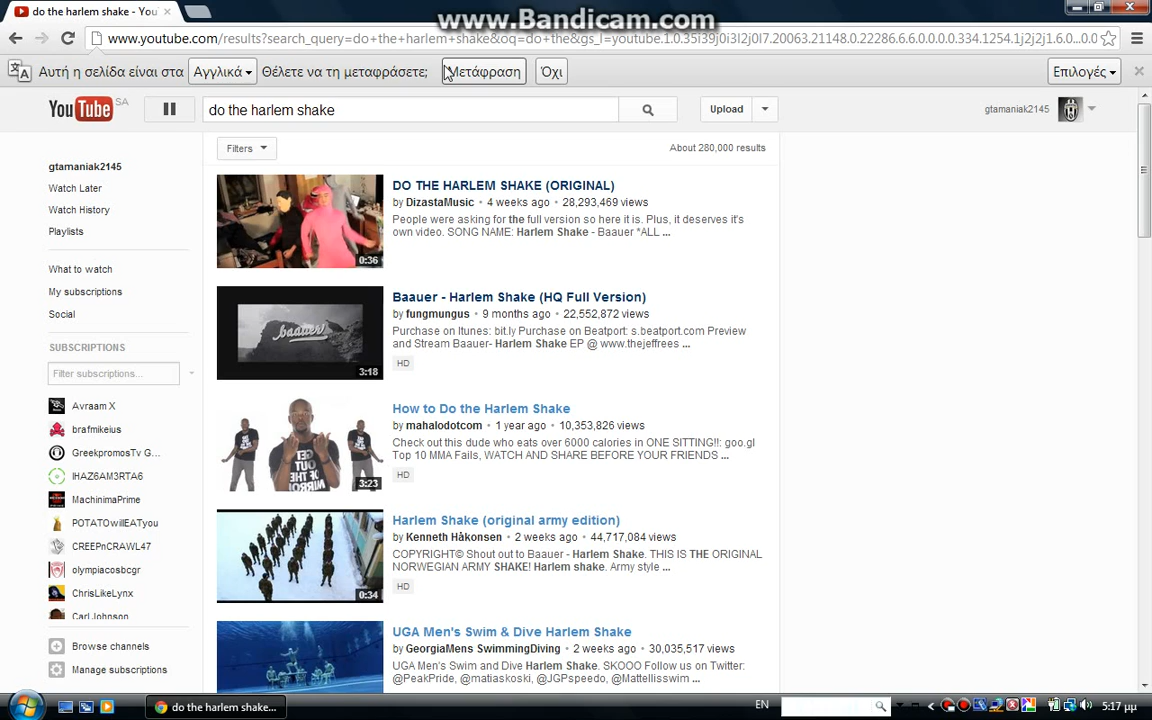 www.Bandicam.com
do the harlem shake - You
www.youtube.com/results?search_query=do+the+harlem+shake&oq=do+the&gs_l=youtube.1.0.35i39j0i3l2j0l7.20063.21148.0.22286.6.6.0.0.0.0.334.1254.1j2j2j1.6.0...0.0...
Αυτή η σελίδα είναι στα Αγγλικά Θέλετε να τη μεταφράσετε; Μετάφραση Όχι Επιλογές
YouTube SA do the harlem shake Upload gtamaniak2145
Filters About 280,000 results
gtamaniak2145
Watch Later
Watch History
Playlists
What to watch
My subscriptions
Social
SUBSCRIPTIONS
Filter subscriptions...
Avraam X
brafmikeius
GreekpromosTv G...
IHAZ6AM3RTA6
MachinimaPrime
POTATOwillEATyou
CREEPnCRAWL47
olympiacosbcgr
ChrisLikeLynx
Carl Johnson
Browse channels
Manage subscriptions
DO THE HARLEM SHAKE (ORIGINAL)
by DizastaMusic • 4 weeks ago • 28,293,469 views
People were asking for the full version so here it is. Plus, it deserves it's
own video. SONG NAME: Harlem Shake - Baauer *ALL ...
0:36
Baauer - Harlem Shake (HQ Full Version)
by fungmungus • 9 months ago • 22,552,872 views
Purchase on Itunes: bit.ly Purchase on Beatport: s.beatport.com Preview
and Stream Baauer- Harlem Shake EP @ www.thejeffrees ...
HD
baauer
3:18
How to Do the Harlem Shake
by mahalodotcom • 1 year ago • 10,353,826 views
Check out this dude who eats over 6000 calories in ONE SITTING!!: goo.gl
Top 10 MMA Fails, WATCH AND SHARE BEFORE YOUR FRIENDS ...
HD
GET
OUT
OF THE
MIRROR
3:23
Harlem Shake (original army edition)
by Kenneth Håkonsen • 2 weeks ago • 44,717,084 views
COPYRIGHT© Shout out to Baauer - Harlem Shake. THIS IS THE ORIGINAL
NORWEGIAN ARMY SHAKE! Harlem shake. Army style ...
HD
0:34
UGA Men's Swim & Dive Harlem Shake
by GeorgiaMens SwimmingDiving • 2 weeks ago • 30,035,517 views
UGA Men's Swim and Dive Harlem Shake. SKOOO Follow us on Twitter:
@PeakPride, @matiaskoski, @JGPspeedo, @Mattellisswim ...
do the harlem shake... EN 5:17 μμ